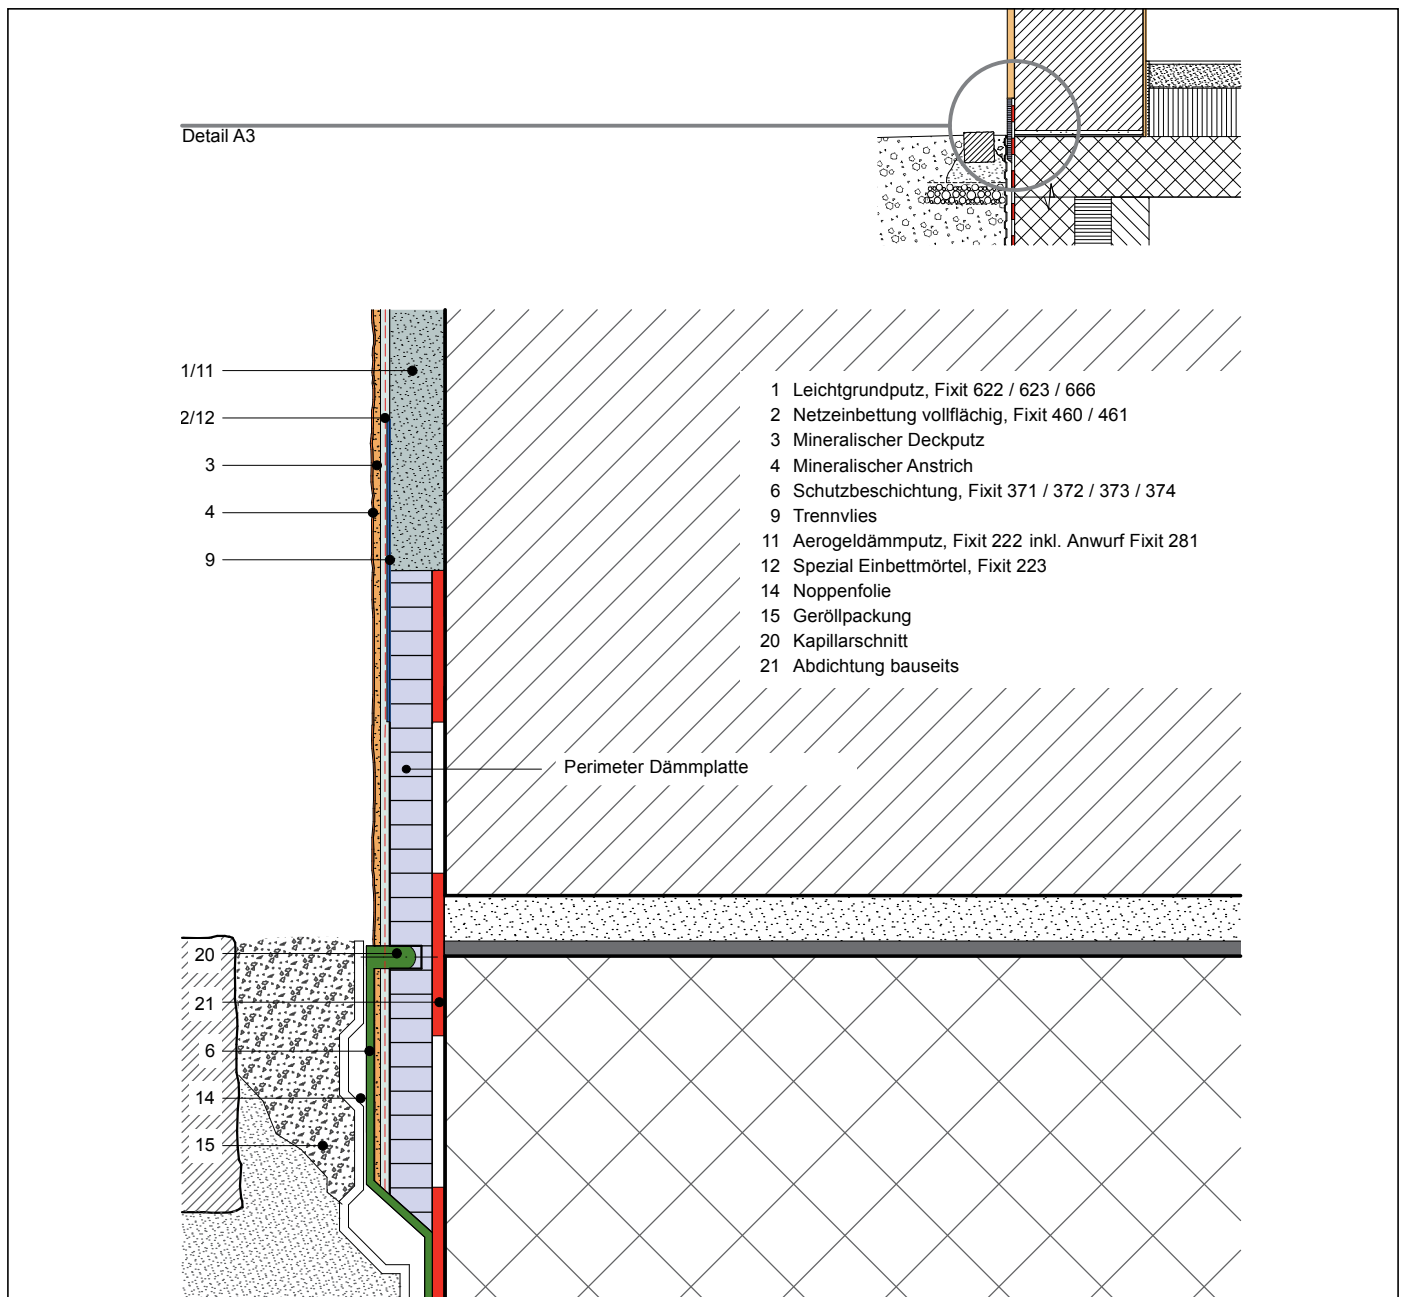 Detail A3
1/11
2/12
3
4
9
1 Leichtgrundputz, Fixit 622 / 623 / 666
2 Netzeinbettung vollflächig, Fixit 460 / 461
3 Mineralischer Deckputz
4 Mineralischer Anstrich
6 Schutzbeschichtung, Fixit 371 / 372 / 373 / 374
9 Trennvlies
11 Aerogeldämmputz, Fixit 222 inkl. Anwurf Fixit 281
12 Spezial Einbettmörtel, Fixit 223
14 Noppenfolie
15 Geröllpackung
20 Kapillarschnitt
21 Abdichtung bauseits
Perimeter Dämmplatte
20
21
6
14
15